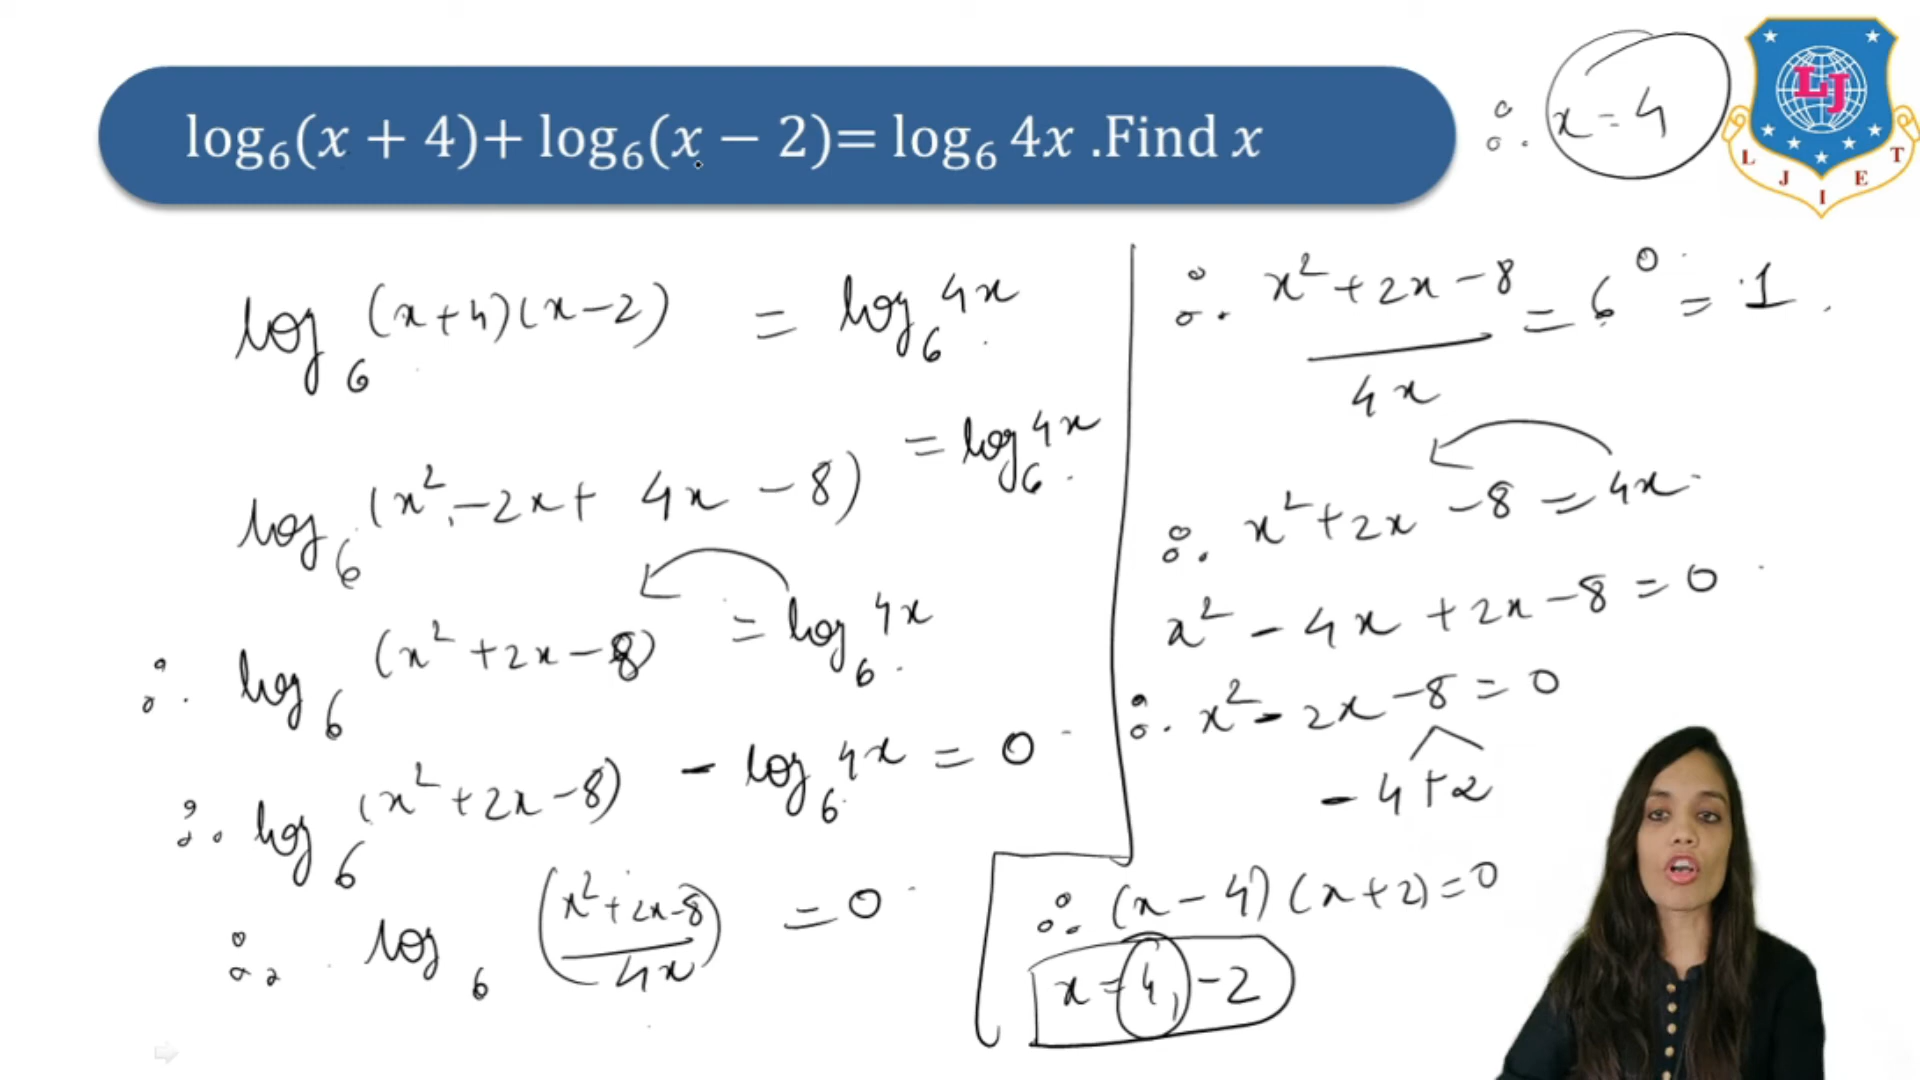 log₆(x + 4)+ log₆(x − 2)= log₆ 4x .Find x
∴ x = 4
LJ
L J I E T
log₆ (x+4)(x−2) = log₆ 4x
log₆ (x² −2x + 4x − 8) = log₆ 4x
∴ log₆ (x² + 2x − 8) = log₆ 4x
∴ log₆ (x² + 2x − 8) − log₆ 4x = 0
∴ log₆ ((x² + 2x − 8)/4x) = 0
∴ (x² + 2x − 8)/4x = 6⁰ = 1
∴ x² + 2x − 8 = 4x
x² − 4x + 2x − 8 = 0
∴ x² − 2x − 8 = 0
− 4 + 2
∴ (x − 4) (x + 2) = 0
x = 4, −2